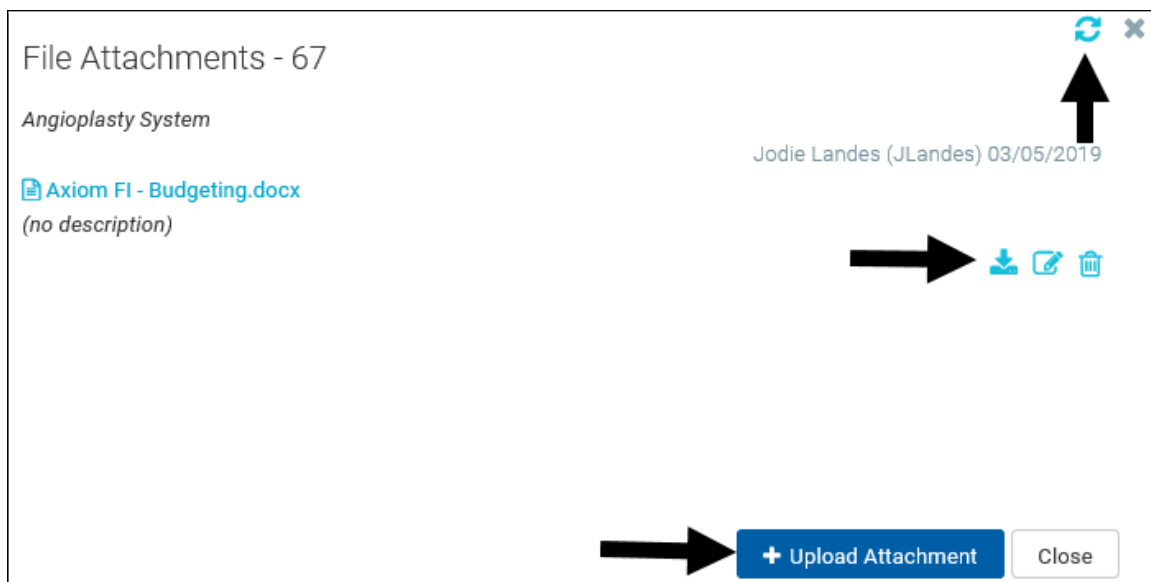 File Attachments - 67
Angioplasty System
Jodie Landes (JLandes) 03/05/2019
Axiom FI - Budgeting.docx
(no description)
+ Upload Attachment
Close